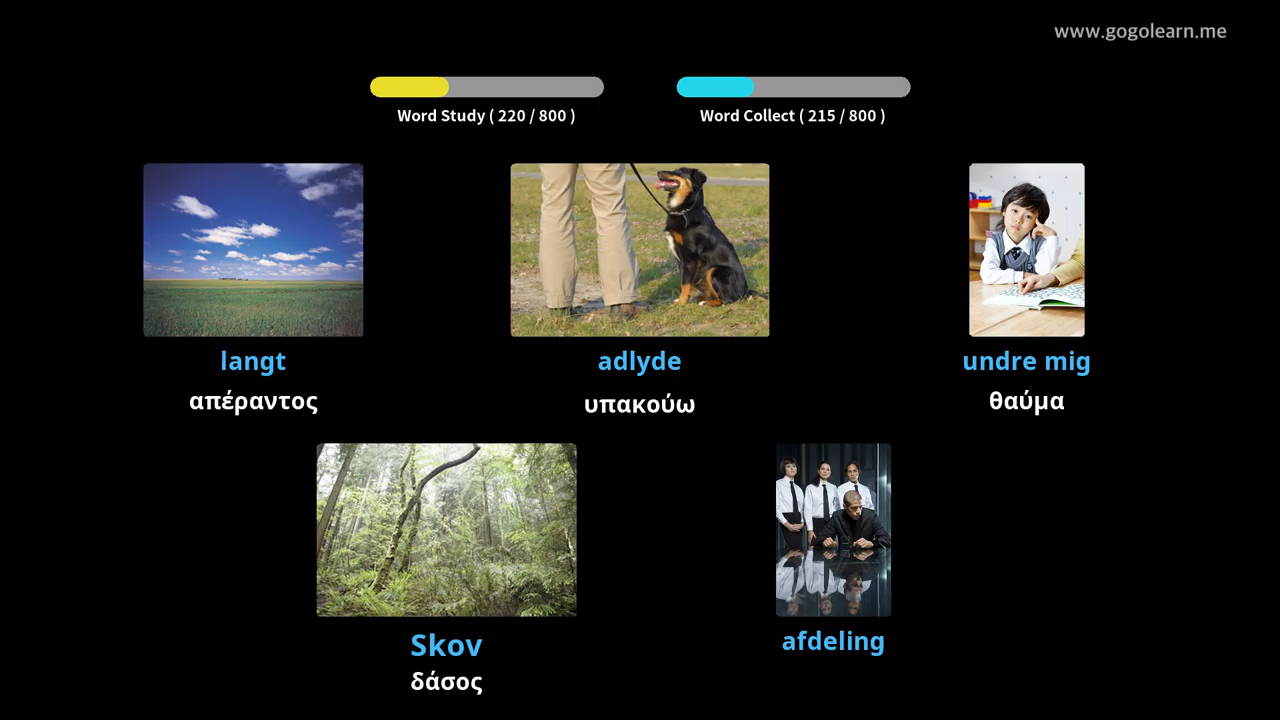 www.gogolearn.me
Word Study ( 220 / 800 )
Word Collect ( 215 / 800 )
langt
adlyde
undre mig
απέραντος
υπακούω
θαύμα
Skov
afdeling
δάσος